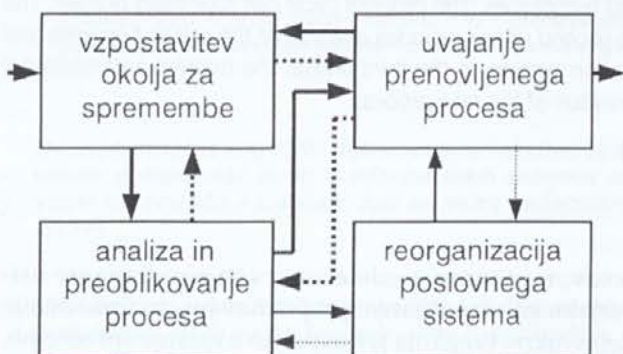 vzpostavitev
okolja za
spremembe
uvajanje
prenovljenega
procesa
analiza in
preoblikovanje
procesa
reorganizacija
poslovnega
sistema